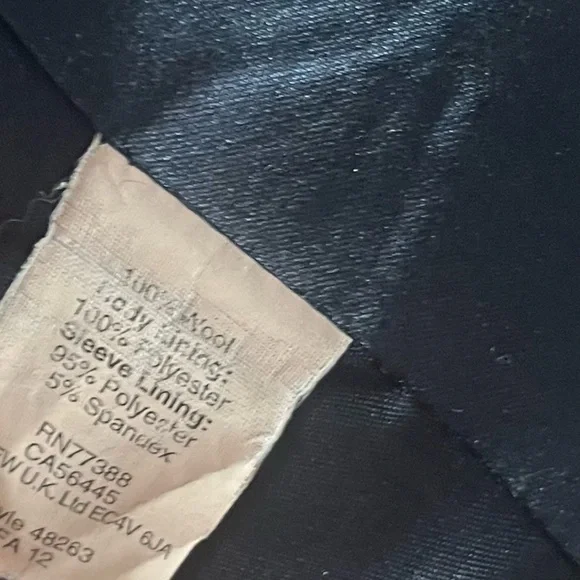 100% Wool
Body Lining:
100% Polyester
Sleeve Lining:
95% Polyester
5% Spandex
RN77388
CA56445
U.K. Ltd EC4V 6JA
48263
12